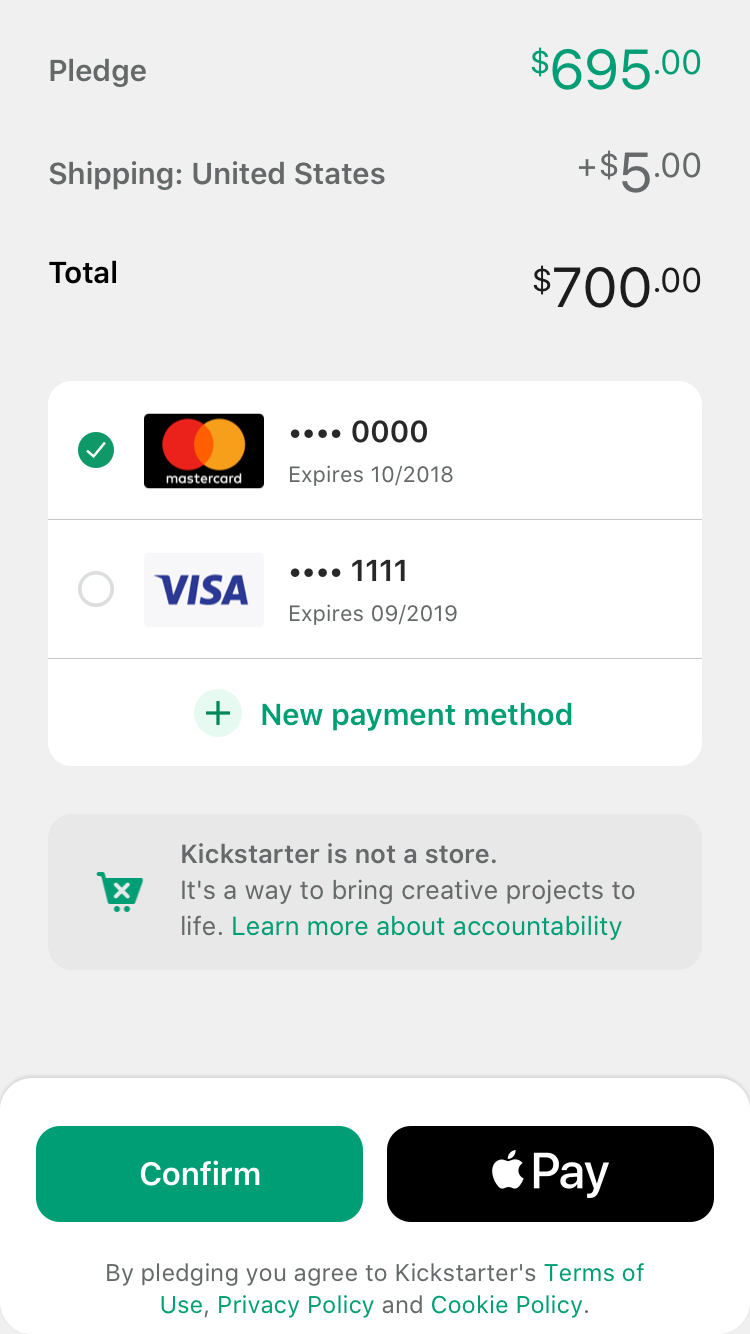 Pledge $695.00
Shipping: United States +$5.00
Total $700.00
mastercard
•••• 0000
Expires 10/2018
VISA
•••• 1111
Expires 09/2019
+ New payment method
Kickstarter is not a store.
It's a way to bring creative projects to
life. Learn more about accountability
Confirm
Pay
By pledging you agree to Kickstarter's Terms of
Use, Privacy Policy and Cookie Policy.